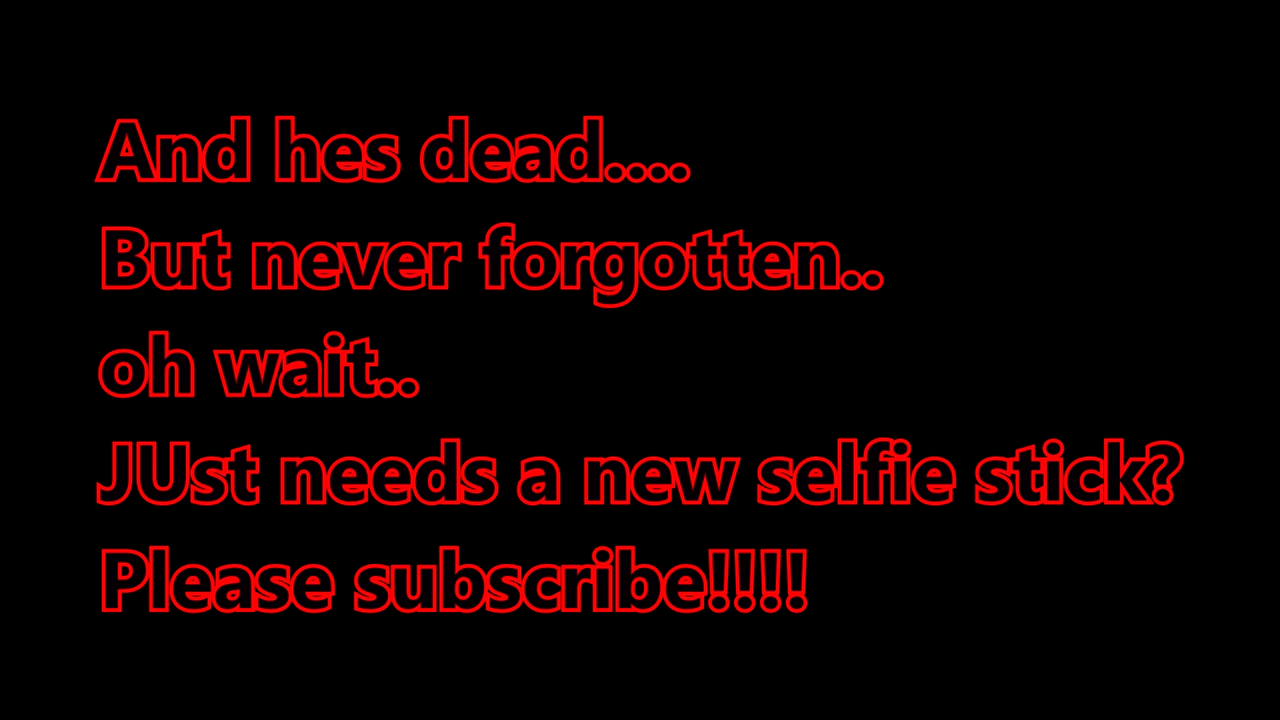 And hes dead....
But never forgotten..
oh wait..
JUst needs a new selfie stick?
Please subscribe!!!!